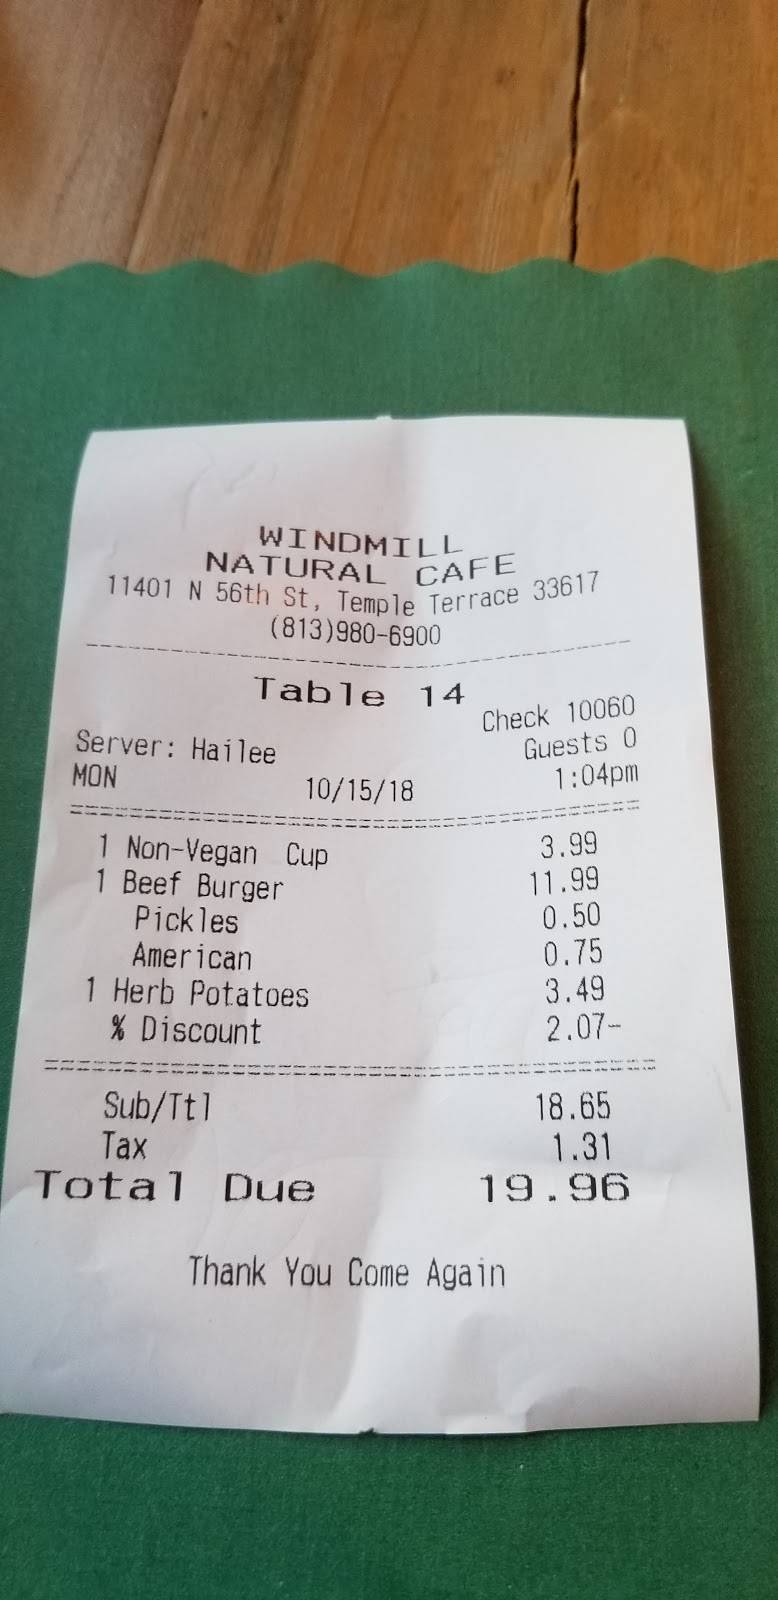 WINDMILL
NATURAL CAFE
11401 N 56th St, Temple Terrace 33617
(813)980-6900
Table 14
Check 10060
Server: Hailee Guests 0
MON 10/15/18 1:04pm
1 Non-Vegan Cup 3.99
1 Beef Burger 11.99
Pickles 0.50
American 0.75
1 Herb Potatoes 3.49
% Discount 2.07-
Sub/Ttl 18.65
Tax 1.31
Total Due 19.96
Thank You Come Again